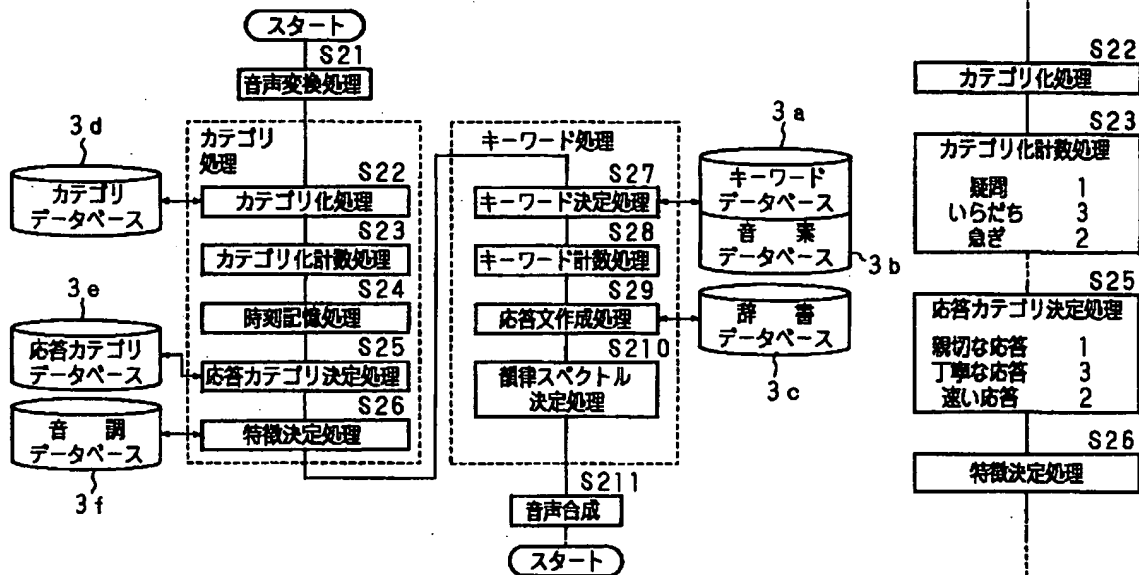 スタート
S21
音声変換処理
3d
カテゴリ
データベース
3e
応答カテゴリ
データベース
音 調
データベース
3f
カテゴリ
処理
S22
カテゴリ化処理
S23
カテゴリ化計数処理
S24
時刻記憶処理
S25
応答カテゴリ決定処理
S26
特徴決定処理
キーワード処理
S27
キーワード決定処理
S28
キーワード計数処理
S29
応答文作成処理
S210
韻律スペクトル
決定処理
S211
音声合成
スタート
3a
キーワード
データベース
音 素
データベース
3b
辞 書
データベース
3c
S22
カテゴリ化処理
S23
カテゴリ化計数処理
疑問 1
いらだち 3
急ぎ 2
S25
応答カテゴリ決定処理
親切な応答 1
丁寧な応答 3
速い応答 2
S26
特徴決定処理